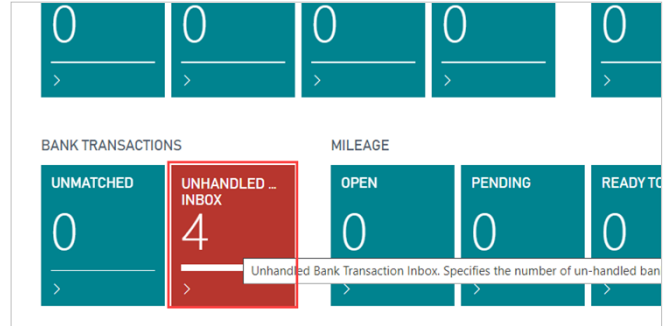 0 0 0 0 0
BANK TRANSACTIONS MILEAGE
UNMATCHED UNHANDLED ... OPEN PENDING READY TO
INBOX
0 4 0 0 0
Unhandled Bank Transaction Inbox. Specifies the number of un-handled ban